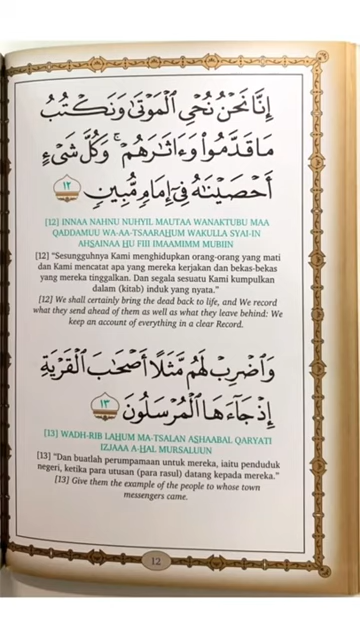 إِنَّا نَحْنُ نُحْىِ الْمَوْتَىٰ وَنَكْتُبُ
مَا قَدَّمُوا۟ وَءَاثَـٰرَهُمْ ۚ وَكُلَّ شَىْءٍ
أَحْصَيْنَـٰهُ فِىٓ إِمَامٍ مُّبِينٍ ١٢
[12] INNAA NAHNU NUHYIL MAUTAA WANAKTUBU MAA
QADDAMUU WA-AA-TSAARAHUM WAKULLA SYAI-IN
AHSAINAA HU FIII IMAAMIMM MUBIIN
[12] "Sesungguhnya Kami menghidupkan orang-orang yang mati
dan Kami mencatat apa yang mereka kerjakan dan bekas-bekas
yang mereka tinggalkan. Dan segala sesuatu Kami kumpulkan
dalam (kitab) induk yang nyata."
[12] We shall certainly bring the dead back to life, and We record
what they send ahead of them as well as what they leave behind: We
keep an account of everything in a clear Record.
وَاضْرِبْ لَهُم مَّثَلًا أَصْحَـٰبَ الْقَرْيَةِ
إِذْ جَآءَهَا الْمُرْسَلُونَ ١٣
[13] WADH-RIB LAHUM MA-TSALAN ASHAABAL QARYATI
IZJAAA A-HAL MURSALUUN
[13] "Dan buatlah perumpamaan untuk mereka, iaitu penduduk
negeri, ketika para utusan (para rasul) datang kepada mereka."
[13] Give them the example of the people to whose town
messengers came.
12